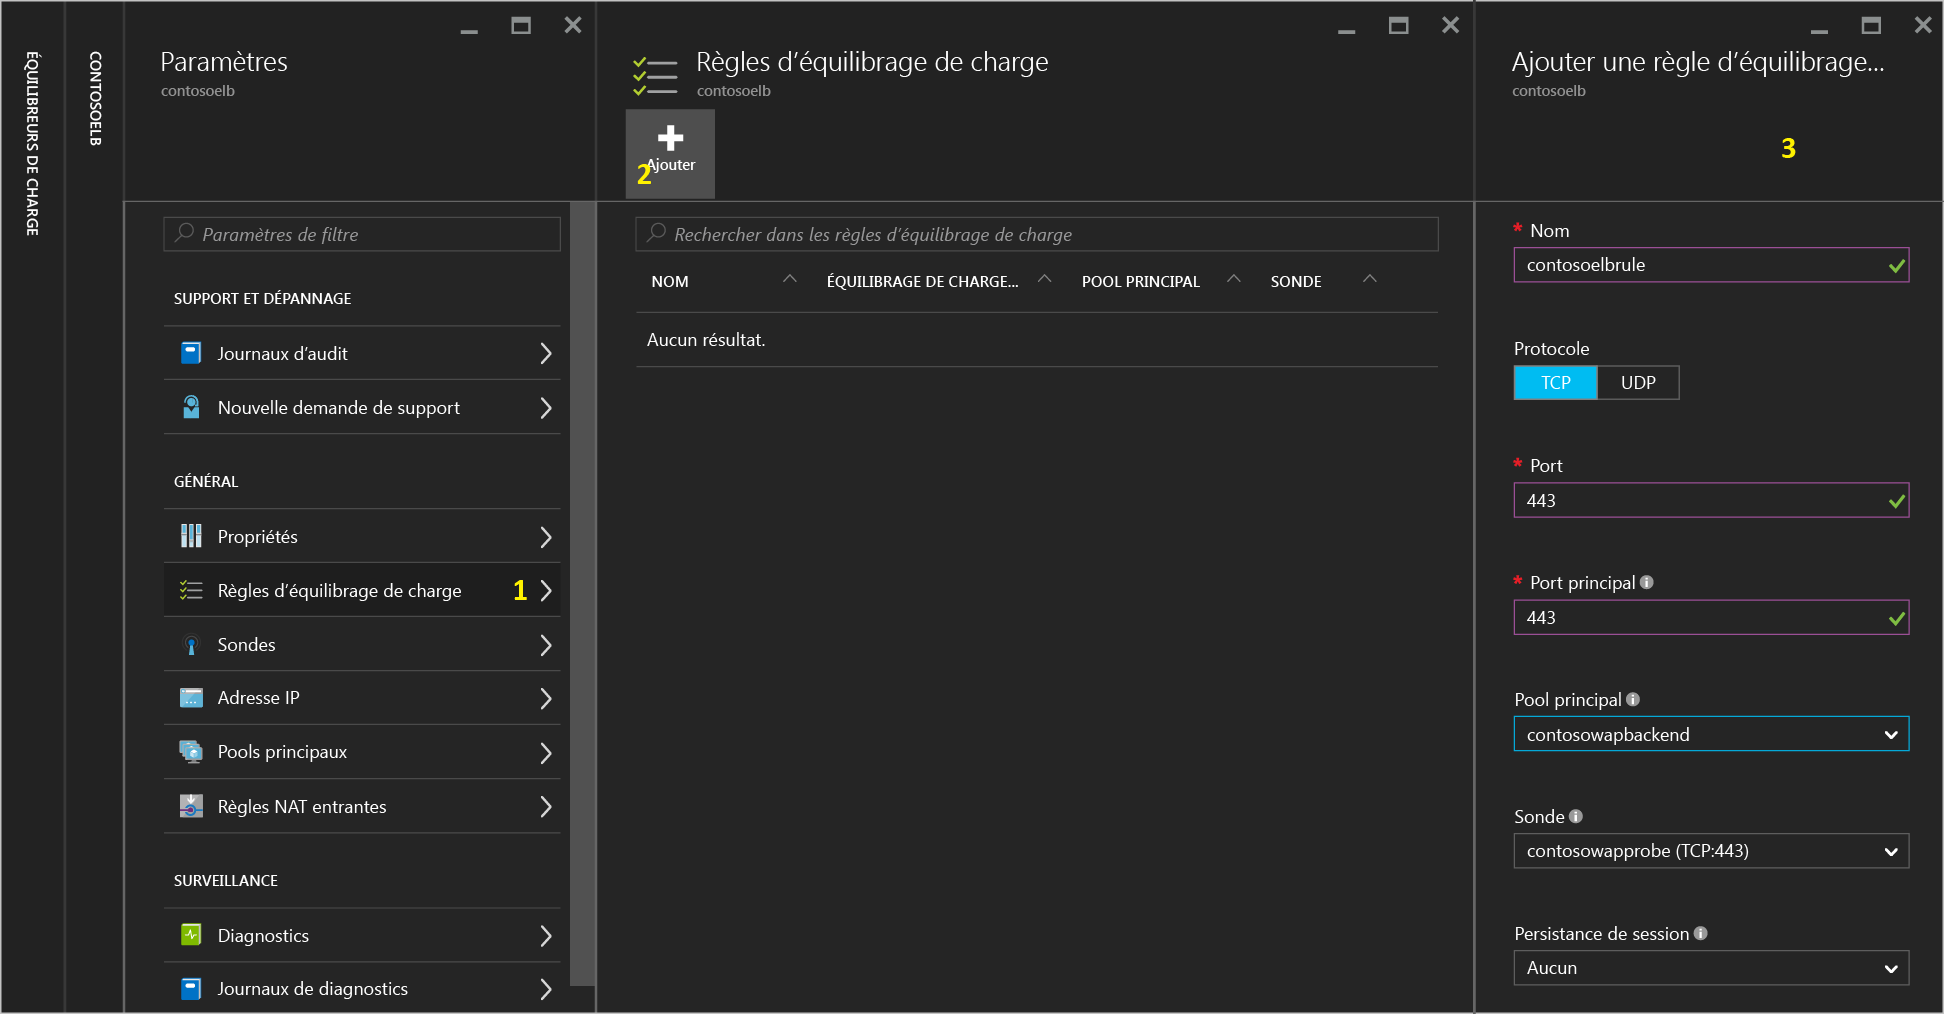 ÉQUILIBREURS DE CHARGE
CONTOSOELB
Paramètres
contosoelb
Paramètres de filtre
SUPPORT ET DÉPANNAGE
Journaux d’audit
Nouvelle demande de support
GÉNÉRAL
Propriétés
Règles d’équilibrage de charge 1
Sondes
Adresse IP
Pools principaux
Règles NAT entrantes
SURVEILLANCE
Diagnostics
Journaux de diagnostics
Règles d’équilibrage de charge
contosoelb
Ajouter
2
Rechercher dans les règles d’équilibrage de charge
NOM ÉQUILIBRAGE DE CHARGE... POOL PRINCIPAL SONDE
Aucun résultat.
Ajouter une règle d’équilibrage...
contosoelb
3
* Nom
contosoelbrule
Protocole
TCP UDP
* Port
443
* Port principal
443
Pool principal
contosowapbackend
Sonde
contosowapprobe (TCP:443)
Persistance de session
Aucun